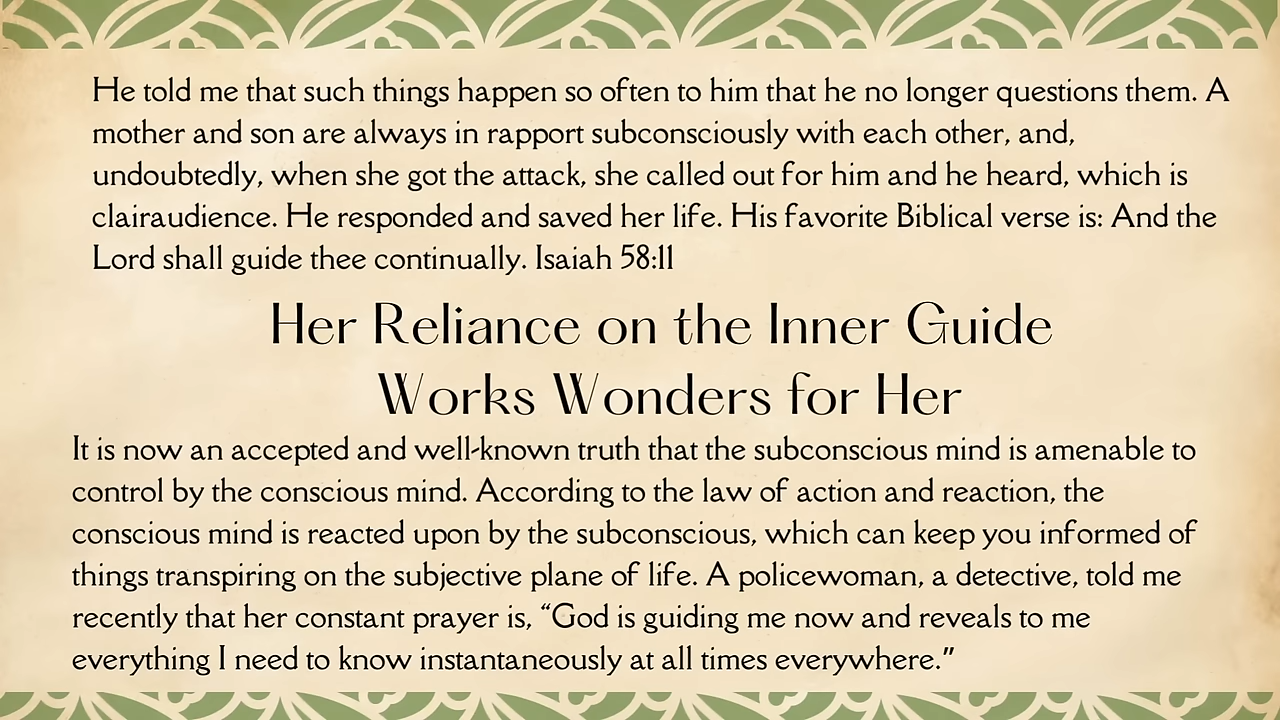 He told me that such things happen so often to him that he no longer questions them. A
mother and son are always in rapport subconsciously with each other, and,
undoubtedly, when she got the attack, she called out for him and he heard, which is
clairaudience. He responded and saved her life. His favorite Biblical verse is: And the
Lord shall guide thee continually. Isaiah 58:11
Her Reliance on the Inner Guide
Works Wonders for Her
It is now an accepted and well-known truth that the subconscious mind is amenable to
control by the conscious mind. According to the law of action and reaction, the
conscious mind is reacted upon by the subconscious, which can keep you informed of
things transpiring on the subjective plane of life. A policewoman, a detective, told me
recently that her constant prayer is, “God is guiding me now and reveals to me
everything I need to know instantaneously at all times everywhere."